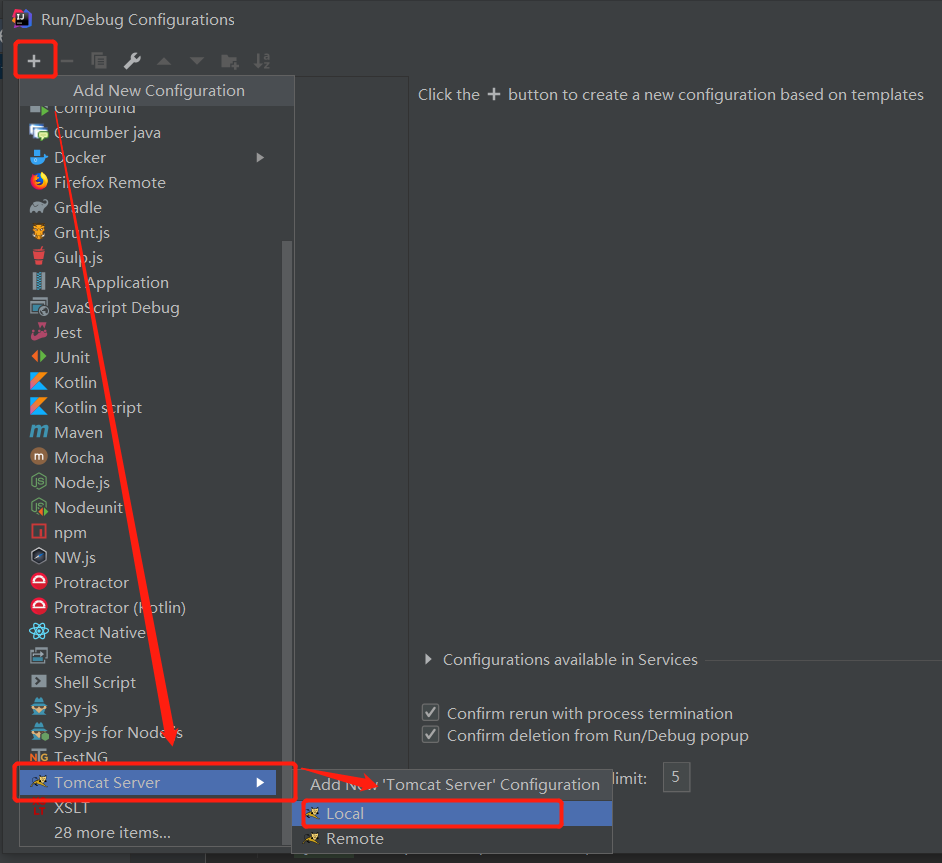 Run/Debug Configurations
Add New Configuration
Click the + button to create a new configuration based on templates
Compound
Cucumber java
Docker
Firefox Remote
Gradle
Grunt.js
Gulp.js
JAR Application
JavaScript Debug
Jest
JUnit
Kotlin
Kotlin script
Maven
Mocha
Node.js
Nodeunit
npm
NW.js
Protractor
Protractor (Kotlin)
React Native
Remote
Configurations available in Services
Shell Script
Spy-js
Confirm rerun with process termination
Spy-js for Node.js
Confirm deletion from Run/Debug popup
TestNG
Tomcat Server
Add New 'Tomcat Server' Configuration
limit: 5
XSLT
Local
28 more items...
Remote